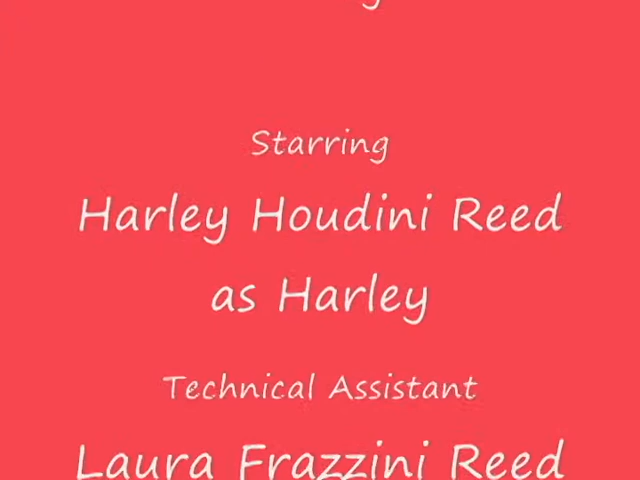 Starring
Harley Houdini Reed
as Harley
Technical Assistant
Laura Frazzini Reed